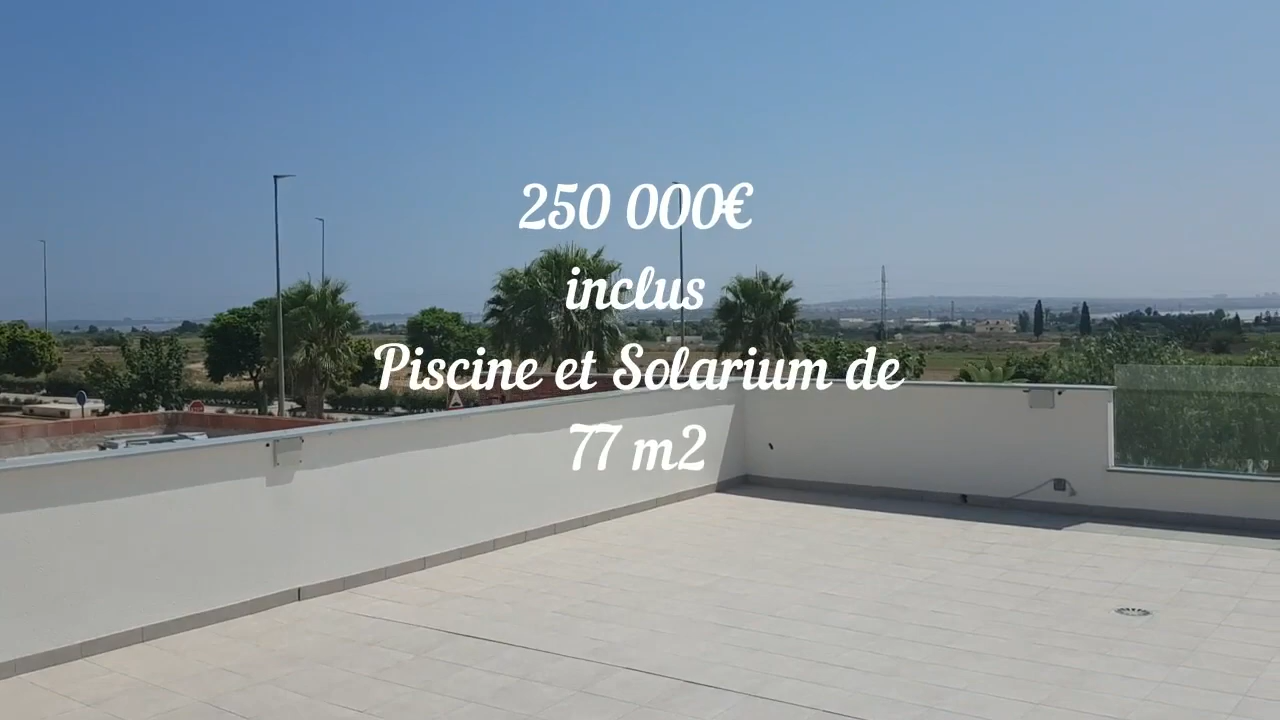 250 000€
inclus
Piscine et Solarium de
77 m2